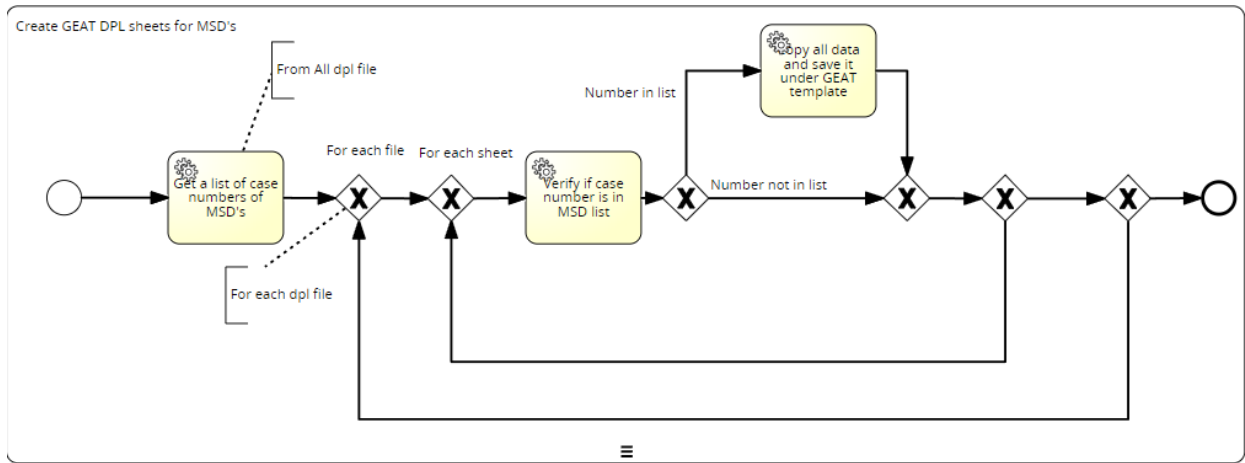 Create GEAT DPL sheets for MSD's
From All dpl file
opy all data
and save it
under GEAT
template
Number in list
For each file
For each sheet
Get a list of case
numbers of
MSD's
Verify if case
number is in
MSD list
Number not in list
For each dpl file